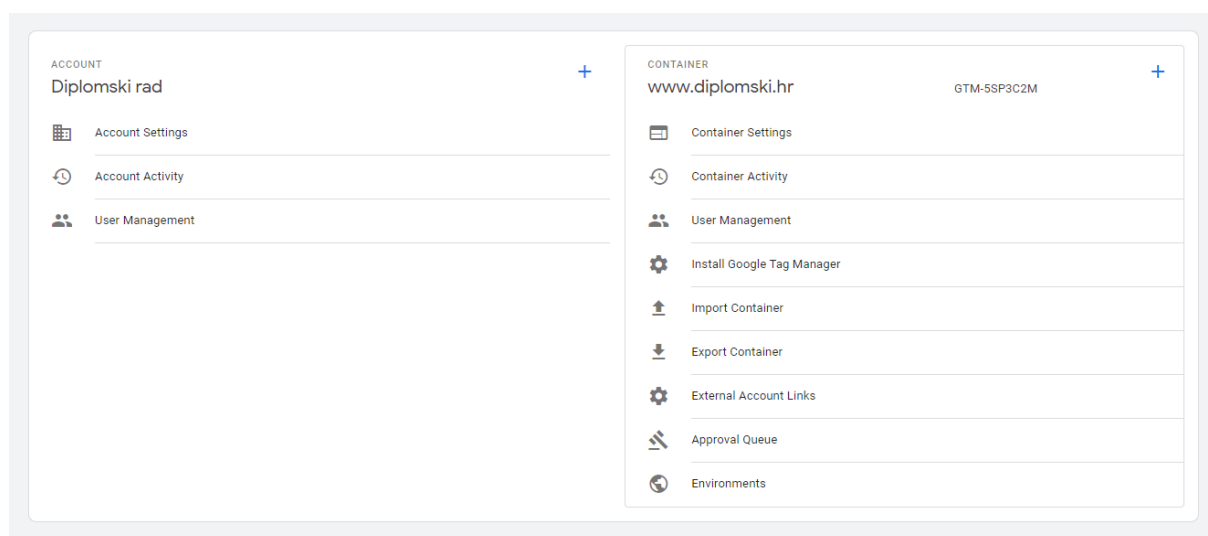 ACCOUNT
Diplomski rad
Account Settings
Account Activity
User Management
CONTAINER
www.diplomski.hr GTM-5SP3C2M
Container Settings
Container Activity
User Management
Install Google Tag Manager
Import Container
Export Container
External Account Links
Approval Queue
Environments